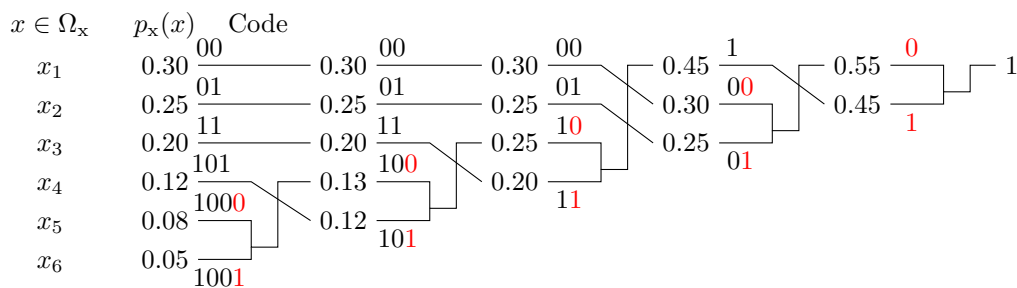 x ∈ Ωx px(x) Code
00 00 00 1 0
x1 0.30 0.30 0.30 0.45 0.55 1
01 01 01 00
x2 0.25 0.25 0.25 0.30 0.45
11 11 10 1
x3 0.20 0.20 0.25 0.25
101 100 01
x4 0.12 0.13 0.20
1000 11
x5 0.08 0.12
101
x6 0.05
1001